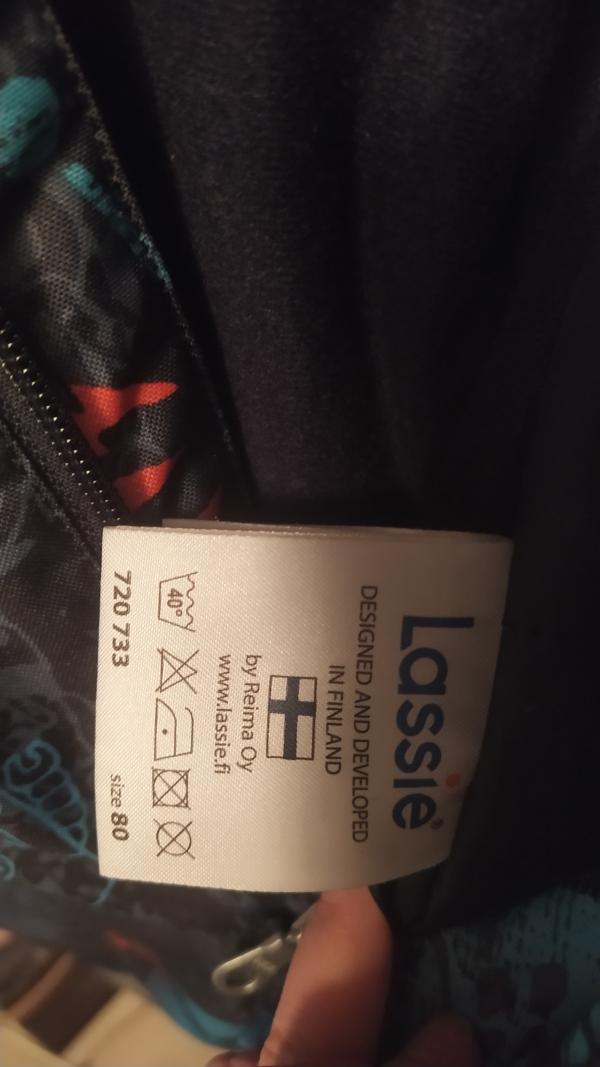 Lassie®
DESIGNED AND DEVELOPED
IN FINLAND
by Reima Oy
www.lassie.fi
40°
720 733 size 80